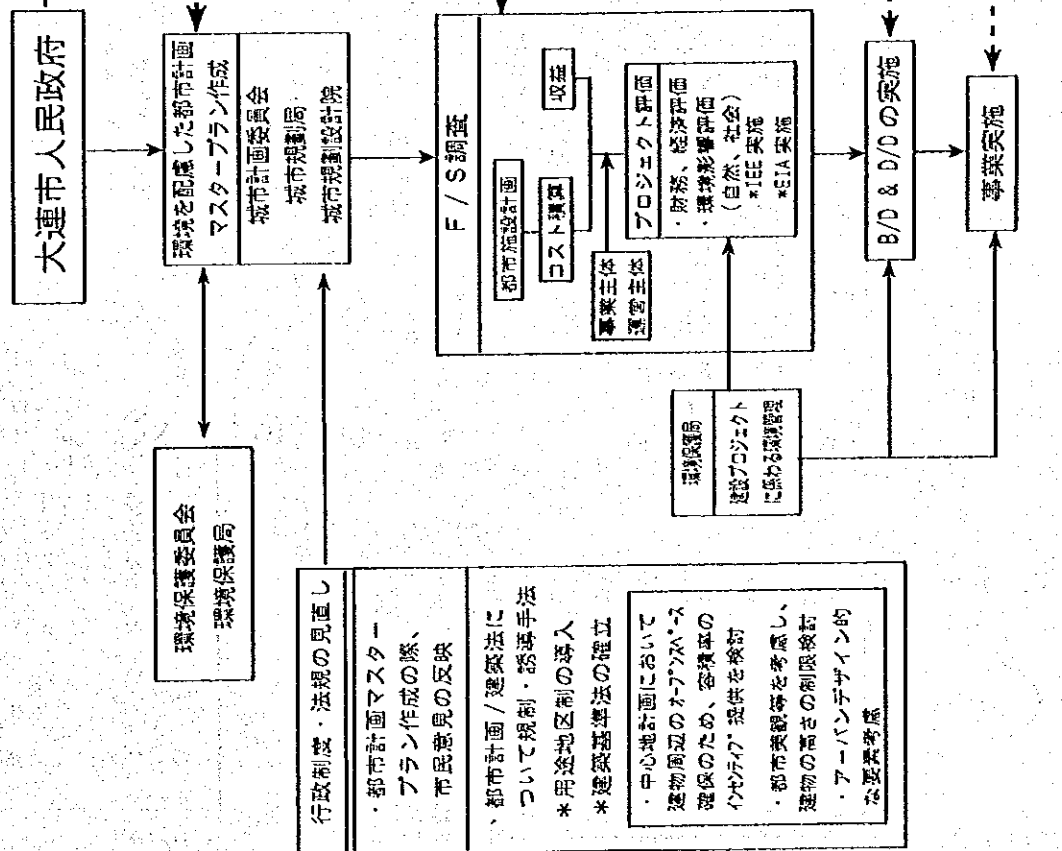 大連市人民政府
環境を配慮した都市計画
マスタープラン作成
城市計画委員会
城市規劃局
城市規劃設計院
環境保護委員会
環境保護局
行政制度・法規の見直し
・都市計画マスター
プラン作成の際、
市民意見の反映
・都市計画/建築法に
ついて規制・誘導手法
*用途地区制の導入
*建築基準法の確立
・中心地計画において
建物周辺のオープンスペース
確保のため、容積率の
インセンティブ提供を検討
・都市美観等を考慮し、
建物の高さの制限検討
・アーバンデザイン的
な要素考慮
F/S調査
都市施設計画
コスト積算
収益
事業主体
運営主体
プロジェクト評価
・財務、経済評価
・環境影響評価
(自然、社会)
*IEE実施
*EIA実施
環境保護局
建設プロジェクト
に係わる環境管理
B/D & D/Dの実施
事業実施